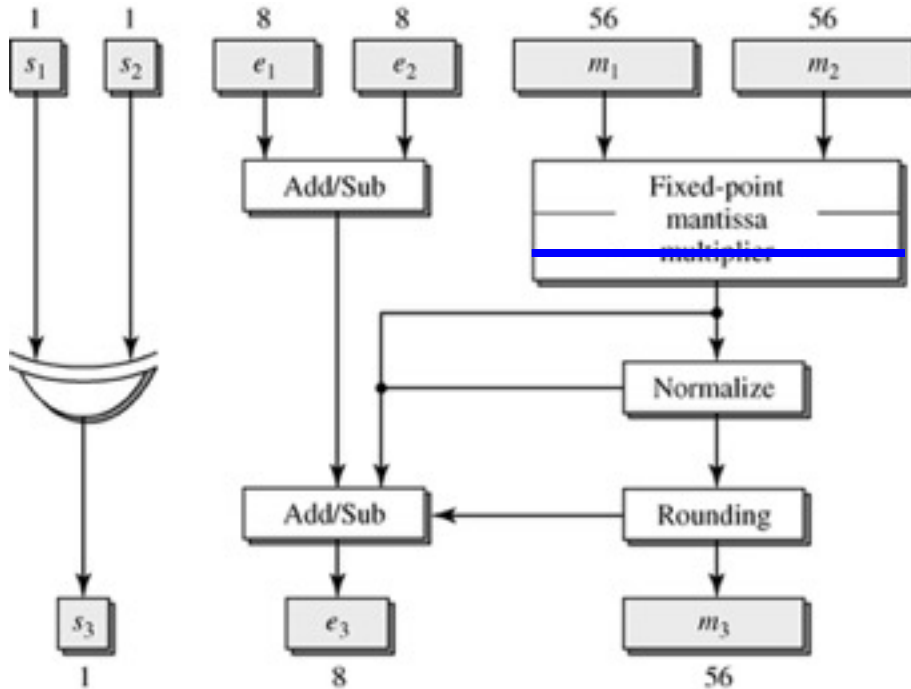 1 1 8 8 56 56
s1 s2 e1 e2 m1 m2
Add/Sub
Fixed-point
mantissa
multiplier
Normalize
Add/Sub
Rounding
s3 e3 m3
1 8 56